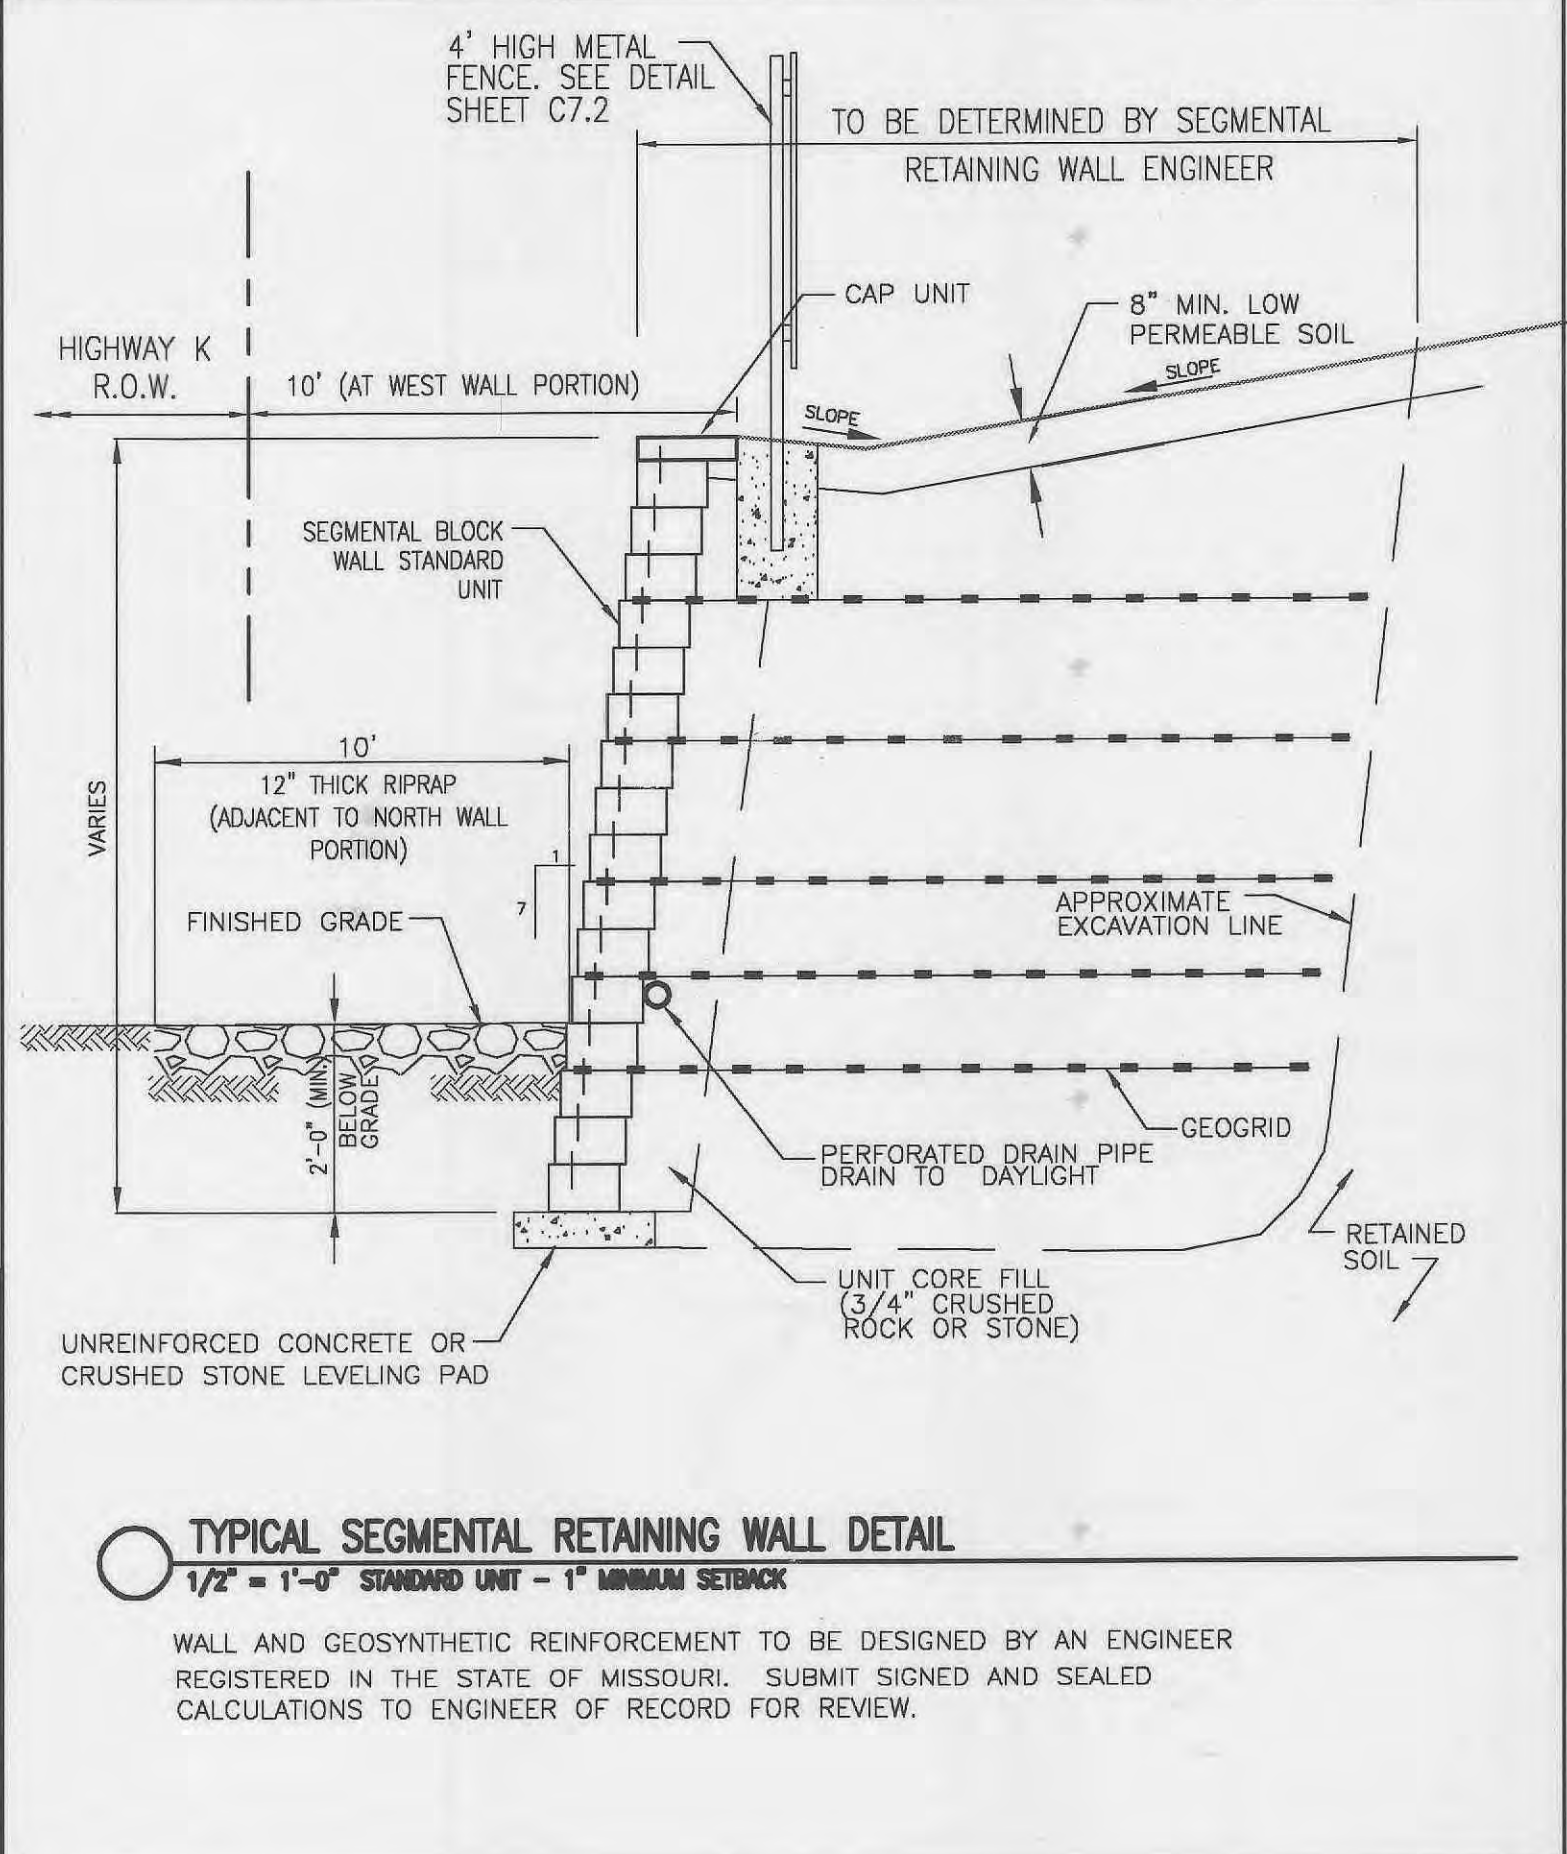 4' HIGH METAL
FENCE. SEE DETAIL
SHEET C7.2
TO BE DETERMINED BY SEGMENTAL
RETAINING WALL ENGINEER
CAP UNIT
8" MIN. LOW
PERMEABLE SOIL
HIGHWAY K
R.O.W.
10' (AT WEST WALL PORTION)
SLOPE
SLOPE
SEGMENTAL BLOCK
WALL STANDARD
UNIT
10'
12" THICK RIPRAP
(ADJACENT TO NORTH WALL
PORTION)
VARIES
1
7
FINISHED GRADE
APPROXIMATE
EXCAVATION LINE
2'-0" (MIN.)
BELOW
GRADE
GEOGRID
PERFORATED DRAIN PIPE
DRAIN TO DAYLIGHT
RETAINED
SOIL
UNIT CORE FILL
(3/4" CRUSHED
ROCK OR STONE)
UNREINFORCED CONCRETE OR
CRUSHED STONE LEVELING PAD
TYPICAL SEGMENTAL RETAINING WALL DETAIL
1/2" = 1'-0" STANDARD UNIT - 1" MINIMUM SETBACK
WALL AND GEOSYNTHETIC REINFORCEMENT TO BE DESIGNED BY AN ENGINEER
REGISTERED IN THE STATE OF MISSOURI. SUBMIT SIGNED AND SEALED
CALCULATIONS TO ENGINEER OF RECORD FOR REVIEW.